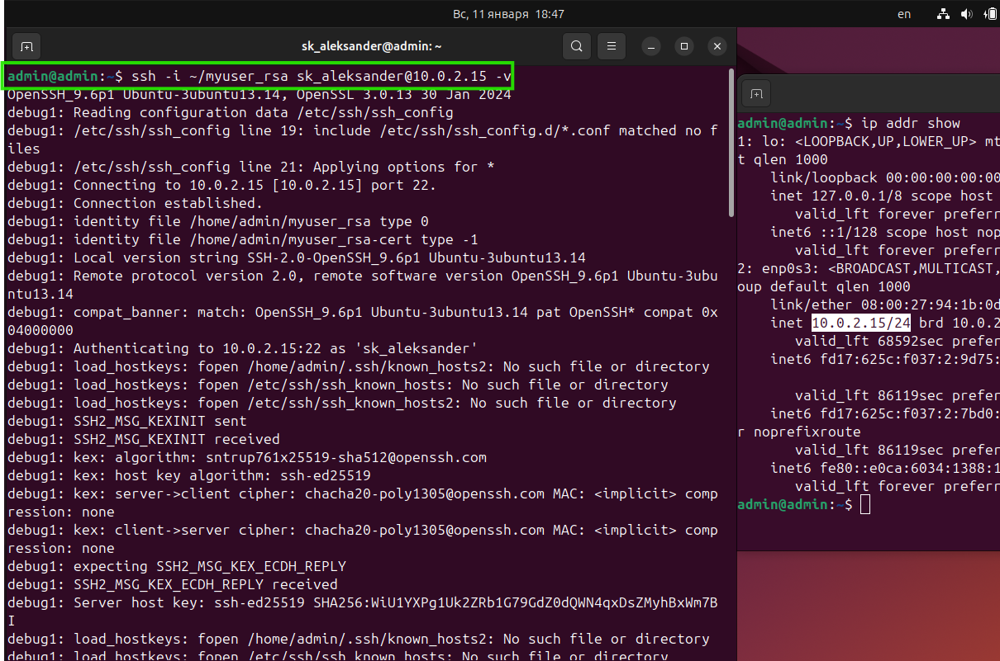 Вс, 11 января 18:47
en
sk_aleksander@admin: ~
admin@admin:~$ ssh -i ~/myuser_rsa sk_aleksander@10.0.2.15 -v
OpenSSH_9.6p1 Ubuntu-3ubuntu13.14, OpenSSL 3.0.13 30 Jan 2024
debug1: Reading configuration data /etc/ssh/ssh_config
debug1: /etc/ssh/ssh_config line 19: include /etc/ssh/ssh_config.d/*.conf matched no f
iles
debug1: /etc/ssh/ssh_config line 21: Applying options for *
debug1: Connecting to 10.0.2.15 [10.0.2.15] port 22.
debug1: Connection established.
debug1: identity file /home/admin/myuser_rsa type 0
debug1: identity file /home/admin/myuser_rsa-cert type -1
debug1: Local version string SSH-2.0-OpenSSH_9.6p1 Ubuntu-3ubuntu13.14
debug1: Remote protocol version 2.0, remote software version OpenSSH_9.6p1 Ubuntu-3ubu
ntu13.14
debug1: compat_banner: match: OpenSSH_9.6p1 Ubuntu-3ubuntu13.14 pat OpenSSH* compat 0x
04000000
debug1: Authenticating to 10.0.2.15:22 as 'sk_aleksander'
debug1: load_hostkeys: fopen /home/admin/.ssh/known_hosts2: No such file or directory
debug1: load_hostkeys: fopen /etc/ssh/ssh_known_hosts: No such file or directory
debug1: load_hostkeys: fopen /etc/ssh/ssh_known_hosts2: No such file or directory
debug1: SSH2_MSG_KEXINIT sent
debug1: SSH2_MSG_KEXINIT received
debug1: kex: algorithm: sntrup761x25519-sha512@openssh.com
debug1: kex: host key algorithm: ssh-ed25519
debug1: kex: server->client cipher: chacha20-poly1305@openssh.com MAC: <implicit> comp
ression: none
debug1: kex: client->server cipher: chacha20-poly1305@openssh.com MAC: <implicit> comp
ression: none
debug1: expecting SSH2_MSG_KEX_ECDH_REPLY
debug1: SSH2_MSG_KEX_ECDH_REPLY received
debug1: Server host key: ssh-ed25519 SHA256:WiU1YXPg1Uk2ZRb1G79GdZ0dQWN4qxDsZMyhBxWm7B
I
debug1: load_hostkeys: fopen /home/admin/.ssh/known_hosts2: No such file or directory
debug1: load_hostkeys: fopen /etc/ssh/ssh_known_hosts: No such file or directory
admin@admin:~$ ip addr show
1: lo: <LOOPBACK,UP,LOWER_UP> mt
t qlen 1000
link/loopback 00:00:00:00:00
inet 127.0.0.1/8 scope host
valid_lft forever preferr
inet6 ::1/128 scope host nop
valid_lft forever preferr
2: enp0s3: <BROADCAST,MULTICAST,
oup default qlen 1000
link/ether 08:00:27:94:1b:0d
inet 10.0.2.15/24 brd 10.0.2
valid_lft 68592sec prefer
inet6 fd17:625c:f037:2:9d75:
valid_lft 86119sec prefer
inet6 fd17:625c:f037:2:7bd0:
r noprefixroute
valid_lft 86119sec prefer
inet6 fe80::e0ca:6034:1388:1
valid_lft forever preferr
admin@admin:~$